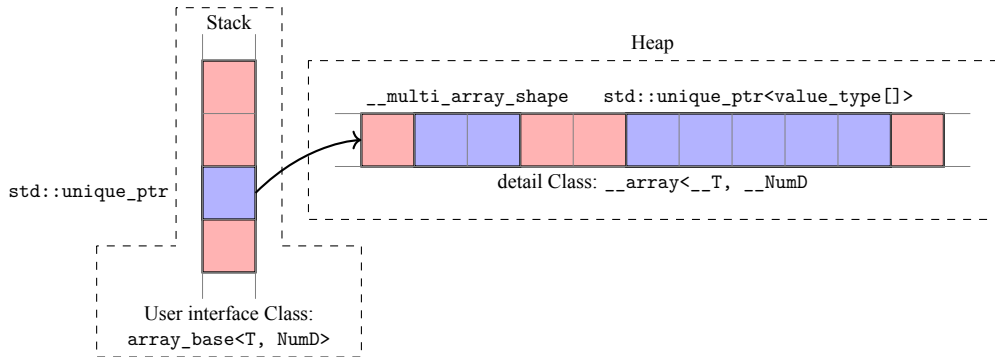 Stack
Heap
__multi_array_shape
std::unique_ptr<value_type[]>
std::unique_ptr
detail Class: __array<__T, __NumD
User interface Class:
array_base<T, NumD>